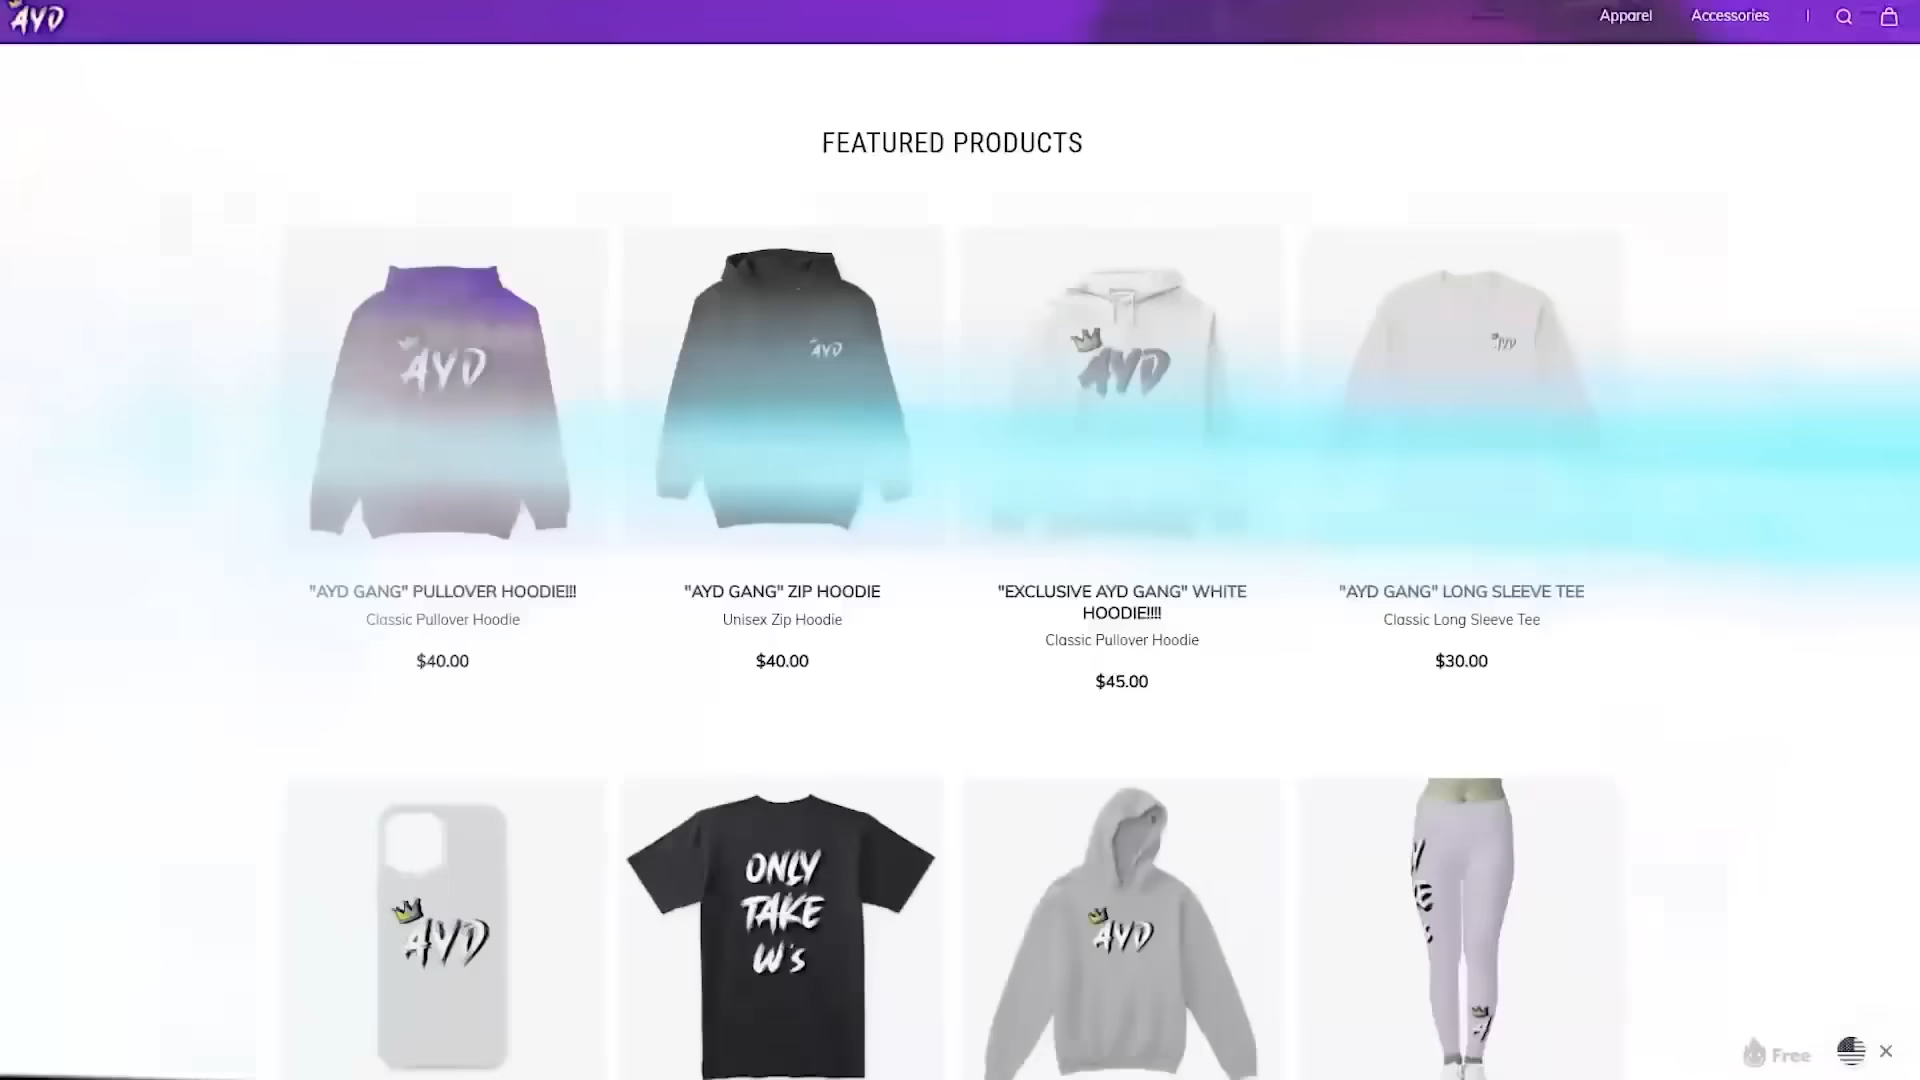 AYD
Apparel
Accessories
FEATURED PRODUCTS
AYD
AYD
AYD
AYD
"AYD GANG" PULLOVER HOODIE!!!
Classic Pullover Hoodie
$40.00
"AYD GANG" ZIP HOODIE
Unisex Zip Hoodie
$40.00
"EXCLUSIVE AYD GANG" WHITE
HOODIE!!!!
Classic Pullover Hoodie
$45.00
"AYD GANG" LONG SLEEVE TEE
Classic Long Sleeve Tee
$30.00
AYD
ONLY
TAKE
W's
AYD
Free